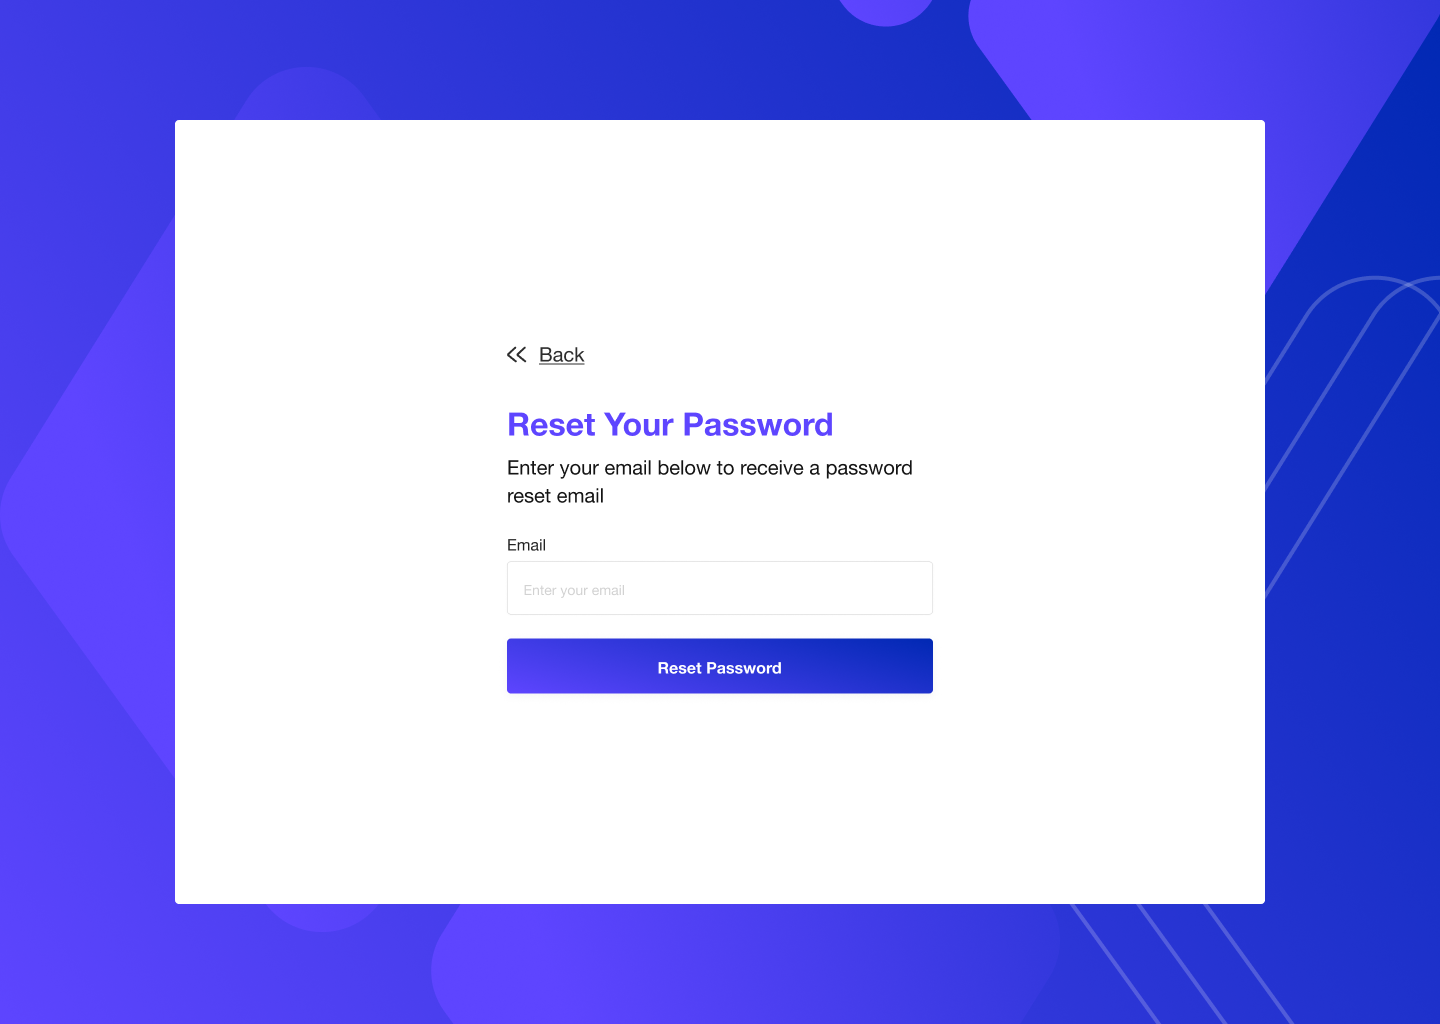 Back
Reset Your Password
Enter your email below to receive a password
reset email
Email
Enter your email
Reset Password